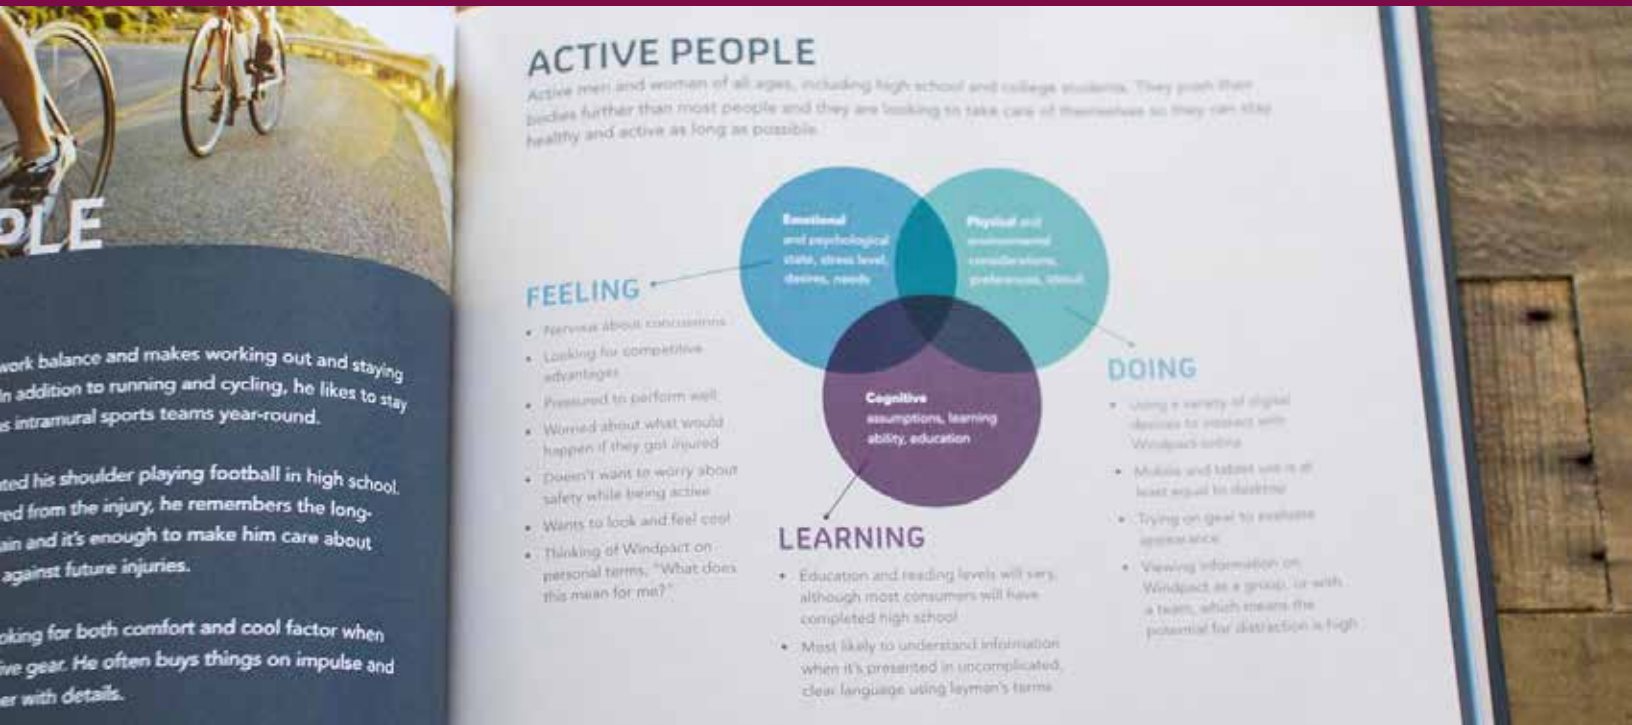 PLE
work balance and makes working out and staying
In addition to running and cycling, he likes to stay
s intramural sports teams year-round.
ted his shoulder playing football in high school.
red from the injury, he remembers the long-
ain and it's enough to make him care about
against future injuries.
oking for both comfort and cool factor when
ive gear. He often buys things on impulse and
er with details.
ACTIVE PEOPLE
Active men and woman of all ages, including high school and college students. They push their
bodies further than most people and they are looking to take care of themselves so they can stay
healthy and active as long as possible.
Emotional
and psychological
state, stress level,
desires, needs
Physical and
environmental
considerations,
preferences, stimuli
Cognitive
assumptions, learning
ability, education
FEELING
• Nervous about concussions
• Looking for competitive
advantages
• Pressured to perform well
• Worried about what would
happen if they got injured
• Doesn't want to worry about
safety while being active
• Wants to look and feel cool
• Thinking of Windpact on
personal terms, "What does
this mean for me?"
LEARNING
• Education and reading levels will vary,
although most consumers will have
completed high school
• Most likely to understand information
when it's presented in uncomplicated,
clear language using layman's terms
DOING
• Using a variety of digital
devices to interact with
Windpact online
• Mobile and tablet use is at
least equal to desktop
• Trying on gear to evaluate
appearance
• Viewing information on
Windpact as a group, or with
a team, which means the
potential for distraction is high